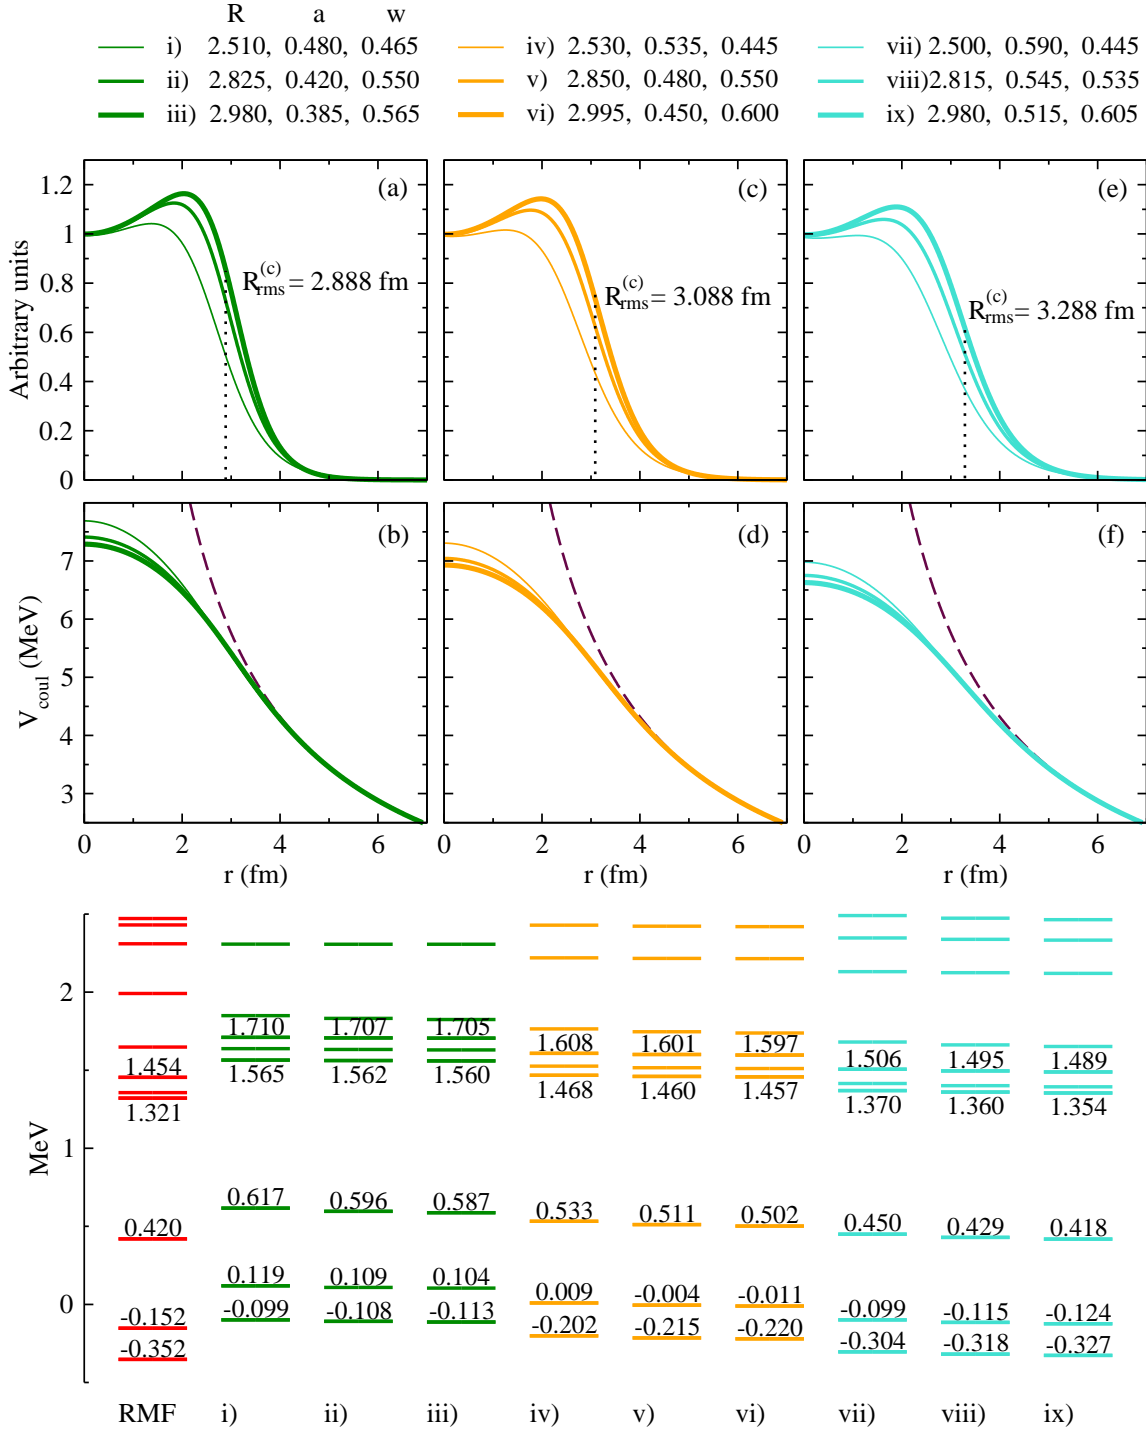 R a w
i) 2.510, 0.480, 0.465 iv) 2.530, 0.535, 0.445 vii) 2.500, 0.590, 0.445
ii) 2.825, 0.420, 0.550 v) 2.850, 0.480, 0.550 viii) 2.815, 0.545, 0.535
iii) 2.980, 0.385, 0.565 vi) 2.995, 0.450, 0.600 ix) 2.980, 0.515, 0.605
Arbitrary units
1.2
1
0.8
0.6
0.4
0.2
0
(a)
R_rms^(c) = 2.888 fm
(c)
R_rms^(c) = 3.088 fm
(e)
R_rms^(c) = 3.288 fm
V_coul (MeV)
7
6
5
4
3
(b)
(d)
(f)
0 2 4 6 0 2 4 6 0 2 4 6
r (fm) r (fm) r (fm)
MeV
2
1
0
1.454 1.710 1.707 1.705 1.608 1.601 1.597 1.506 1.495 1.489
1.321 1.565 1.562 1.560 1.468 1.460 1.457 1.370 1.360 1.354
0.420 0.617 0.596 0.587 0.533 0.511 0.502 0.450 0.429 0.418
-0.152 0.119 0.109 0.104 0.009 -0.004 -0.011 -0.099 -0.115 -0.124
-0.352 -0.099 -0.108 -0.113 -0.202 -0.215 -0.220 -0.304 -0.318 -0.327
RMF i) ii) iii) iv) v) vi) vii) viii) ix)